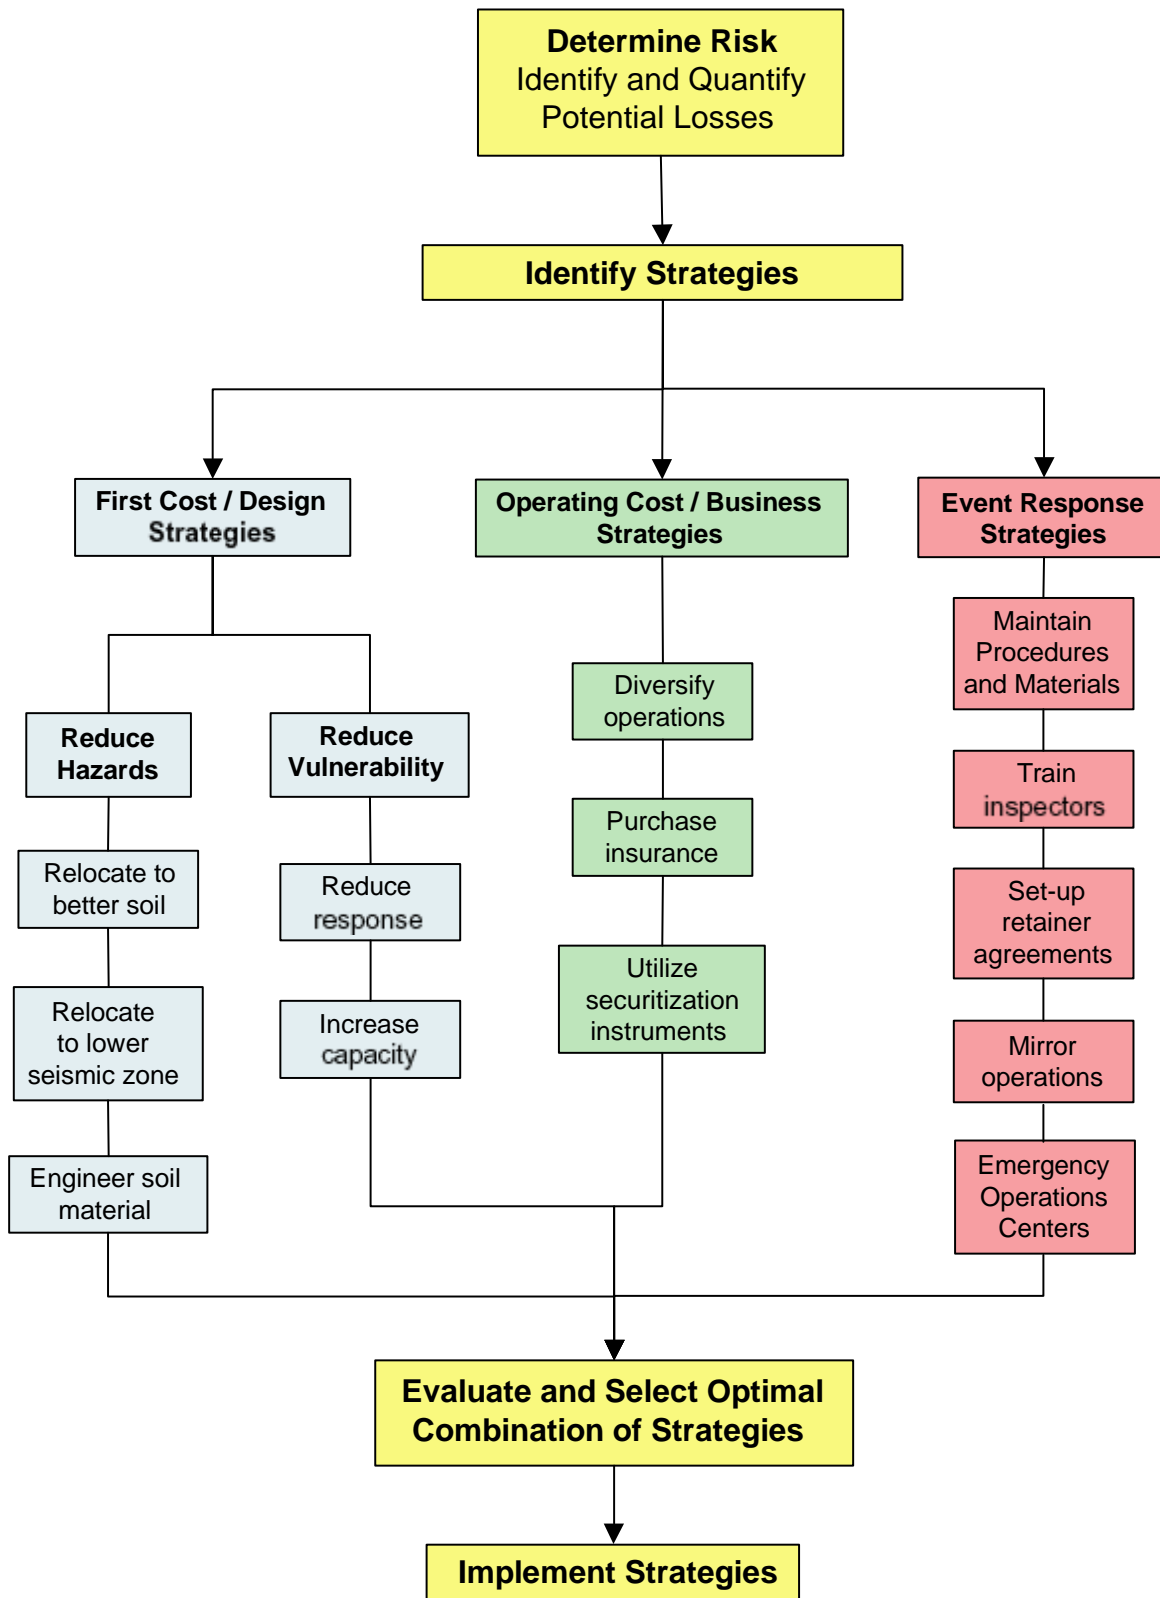 Determine Risk
Identify and Quantify
Potential Losses
Identify Strategies
First Cost / Design
Strategies
Operating Cost / Business
Strategies
Event Response
Strategies
Reduce
Hazards
Relocate to
better soil
Relocate
to lower
seismic zone
Engineer soil
material
Reduce
Vulnerability
Reduce
response
Increase
capacity
Diversify
operations
Purchase
insurance
Utilize
securitization
instruments
Maintain
Procedures
and Materials
Train
inspectors
Set-up
retainer
agreements
Mirror
operations
Emergency
Operations
Centers
Evaluate and Select Optimal
Combination of Strategies
Implement Strategies